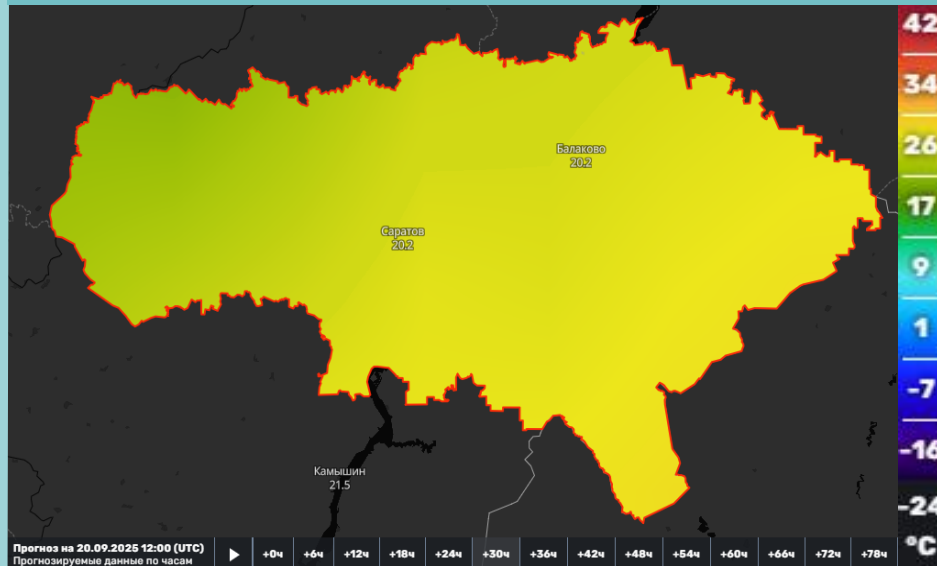 42
34
26
17
9
1
-7
-16
-24
°C
Балаково
20.2
Саратов
20.2
Камышин
21.5
Прогноз на 20.09.2025 12:00 (UTC)
Прогнозируемые данные по часам
+0ч +6ч +12ч +18ч +24ч +30ч +36ч +42ч +48ч +54ч +60ч +66ч +72ч +78ч